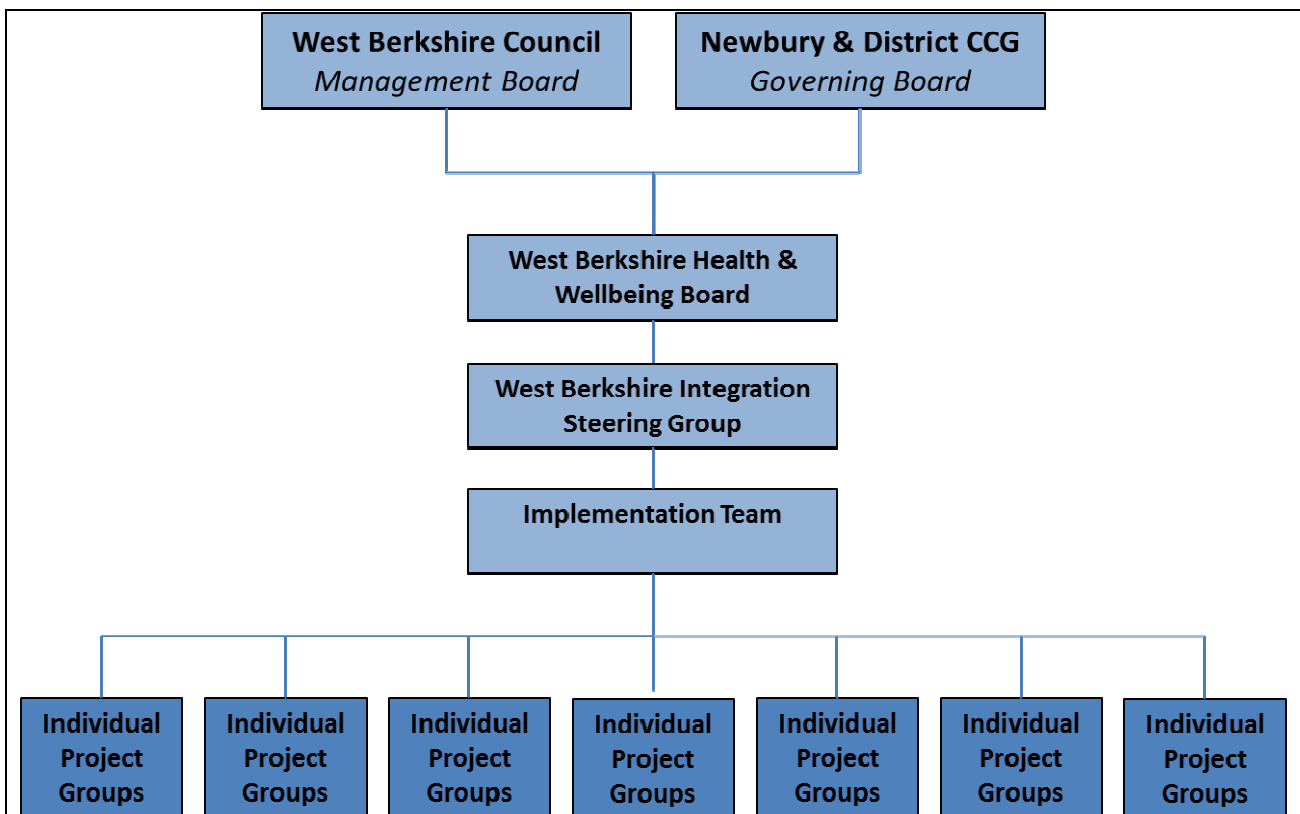 West Berkshire Council
Management Board
Newbury & District CCG
Governing Board
West Berkshire Health &
Wellbeing Board
West Berkshire Integration
Steering Group
Implementation Team
Individual
Project
Groups
Individual
Project
Groups
Individual
Project
Groups
Individual
Project
Groups
Individual
Project
Groups
Individual
Project
Groups
Individual
Project
Groups